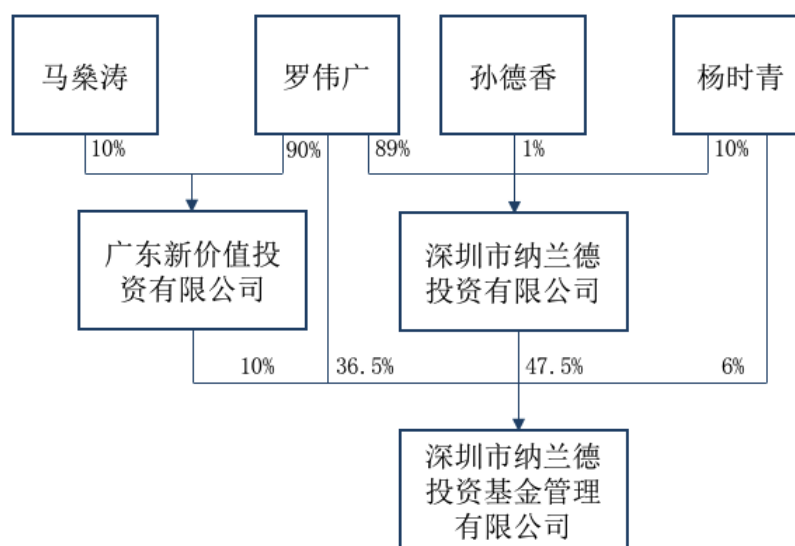 马燊涛
罗伟广
孙德香
杨时青
10%
90%
89%
1%
10%
广东新价值投
资有限公司
深圳市纳兰德
投资有限公司
10%
36.5%
47.5%
6%
深圳市纳兰德
投资基金管理
有限公司